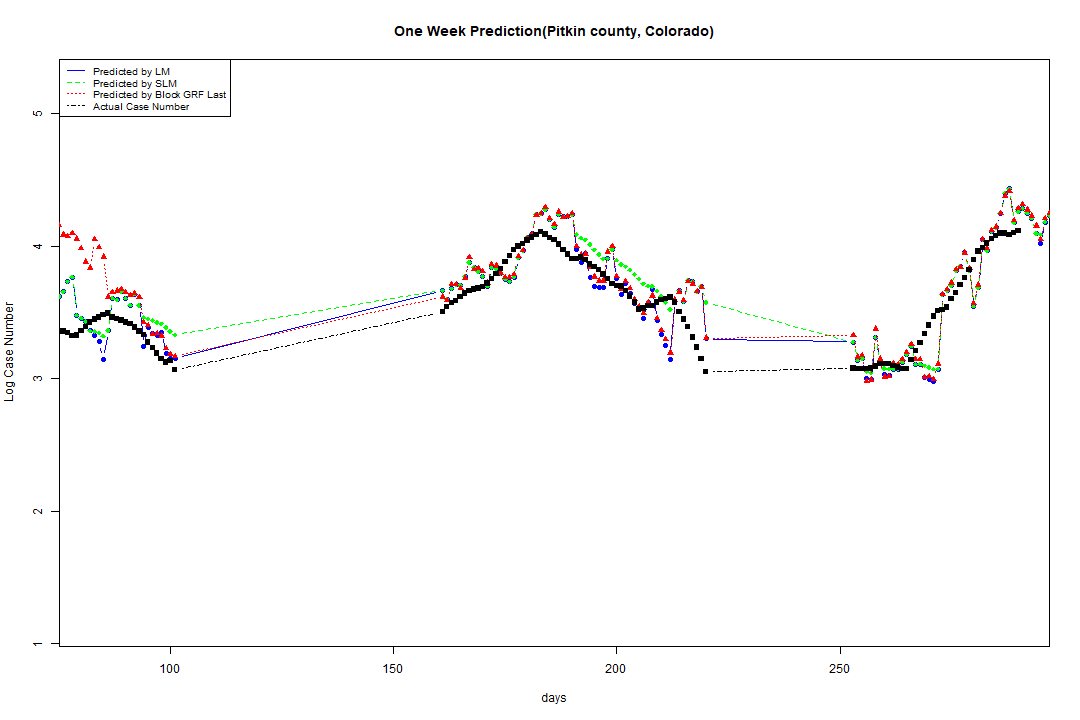 One Week Prediction(Pitkin county, Colorado)
Predicted by LM
Predicted by SLM
Predicted by Block GRF Last
Actual Case Number
5
4
3
2
1
Log Case Number
100
150
200
250
days